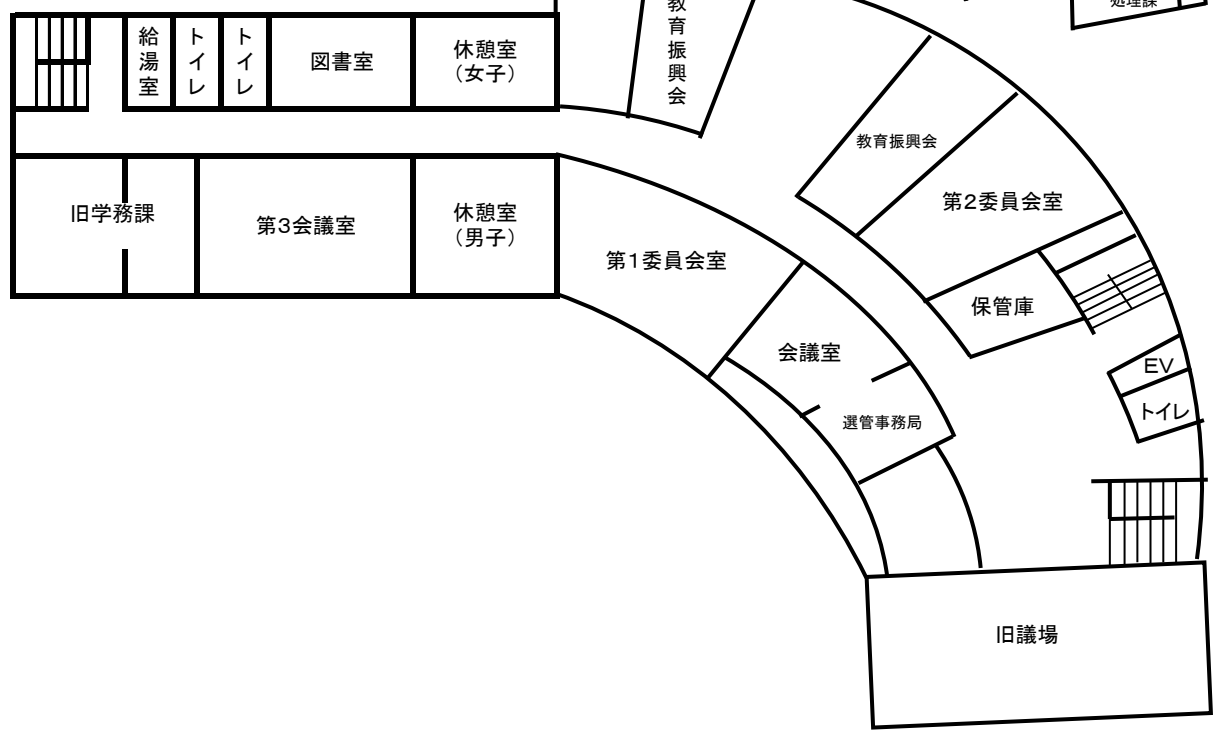 処理課
教育振興会
給湯室
トイレ
トイレ
図書室
休憩室
（女子）
教育振興会
第２委員会室
旧学務課
第３会議室
休憩室
（男子）
第１委員会室
保管庫
会議室
EV
トイレ
選管事務局
旧議場